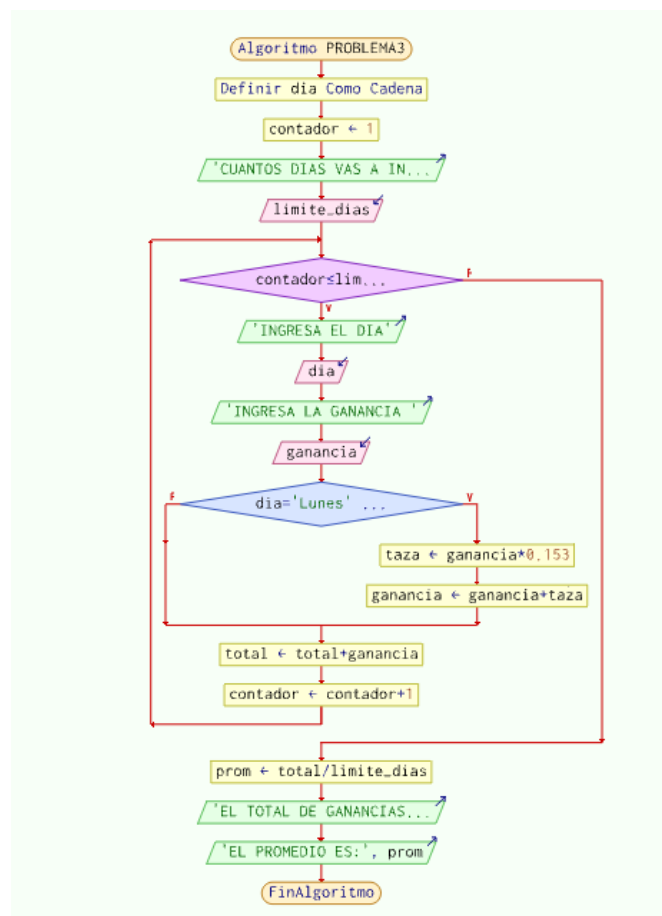 Algoritmo PROBLEMA3
Definir dia Como Cadena
contador ← 1
'CUANTOS DIAS VAS A IN...
limite_dias
contador≤lim...
F
V
'INGRESA EL DIA'
dia
'INGRESA LA GANANCIA '
ganancia
F
dia='Lunes' ...
V
taza ← ganancia*0.153
ganancia ← ganancia+taza
total ← total+ganancia
contador ← contador+1
prom ← total/limite_dias
'EL TOTAL DE GANANCIAS...
'EL PROMEDIO ES:', prom
FinAlgoritmo